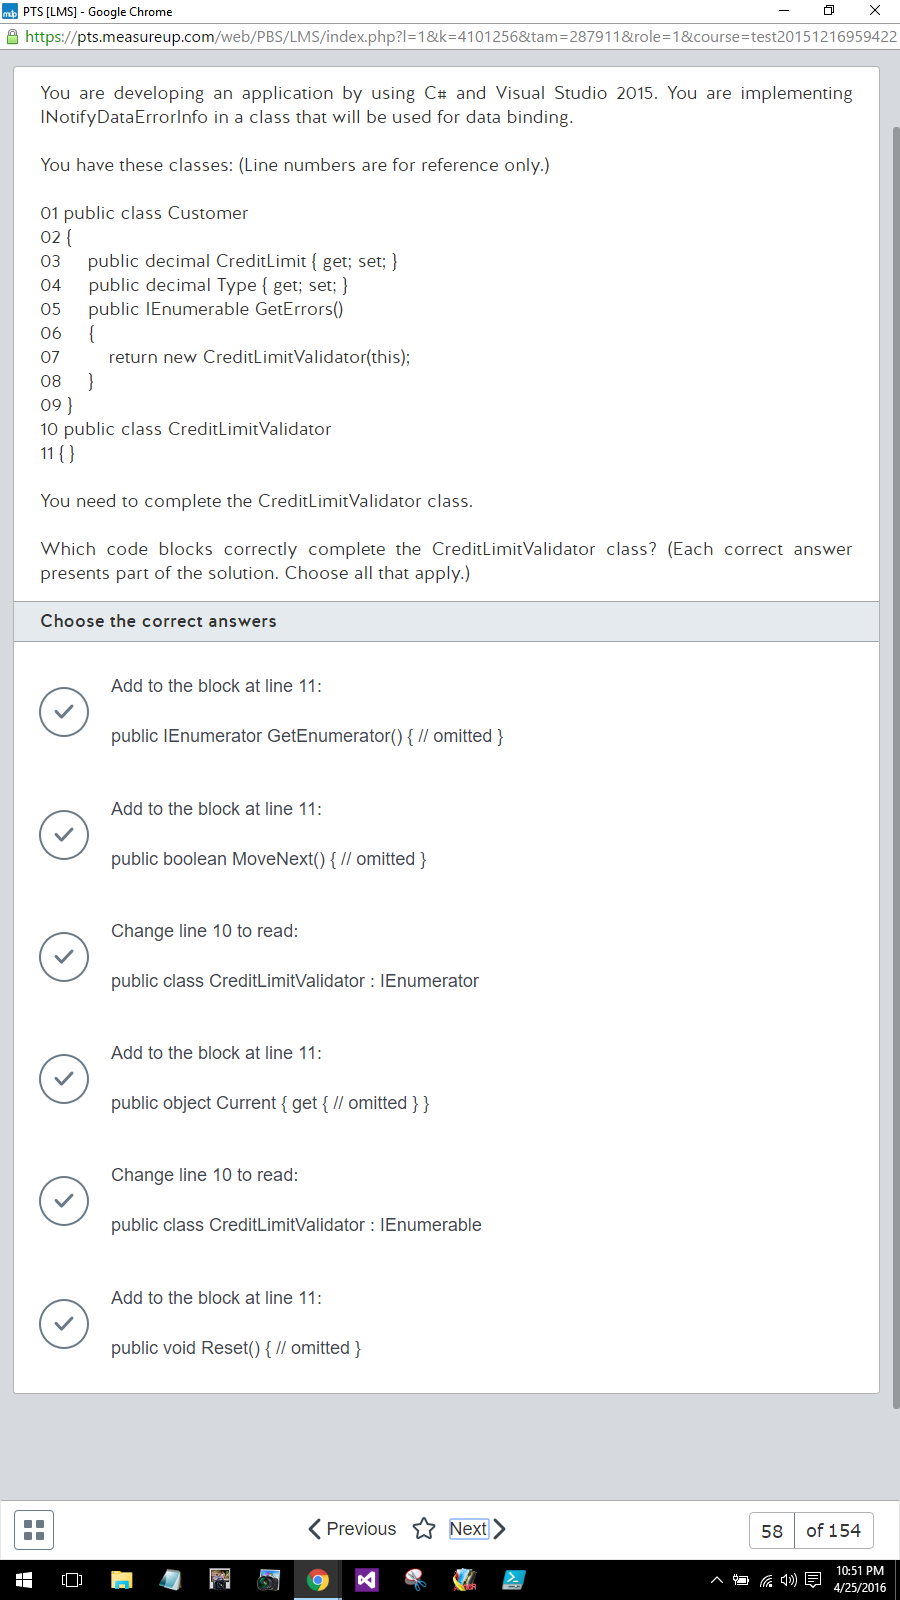 mup PTS [LMS] - Google Chrome
https://pts.measureup.com/web/PBS/LMS/index.php?l=1&k=4101256&tam=287911&role=1&course=test20151216959422
You are developing an application by using C# and Visual Studio 2015. You are implementing
INotifyDataErrorInfo in a class that will be used for data binding.
You have these classes: (Line numbers are for reference only.)
01 public class Customer
02 {
03 public decimal CreditLimit { get; set; }
04 public decimal Type { get; set; }
05 public IEnumerable GetErrors()
06 {
07 return new CreditLimitValidator(this);
08 }
09 }
10 public class CreditLimitValidator
11 { }
You need to complete the CreditLimitValidator class.
Which code blocks correctly complete the CreditLimitValidator class? (Each correct answer
presents part of the solution. Choose all that apply.)
Choose the correct answers
Add to the block at line 11:
public IEnumerator GetEnumerator() { // omitted }
Add to the block at line 11:
public boolean MoveNext() { // omitted }
Change line 10 to read:
public class CreditLimitValidator : IEnumerator
Add to the block at line 11:
public object Current { get { // omitted } }
Change line 10 to read:
public class CreditLimitValidator : IEnumerable
Add to the block at line 11:
public void Reset() { // omitted }
Previous Next 58 of 154
10:51 PM
4/25/2016